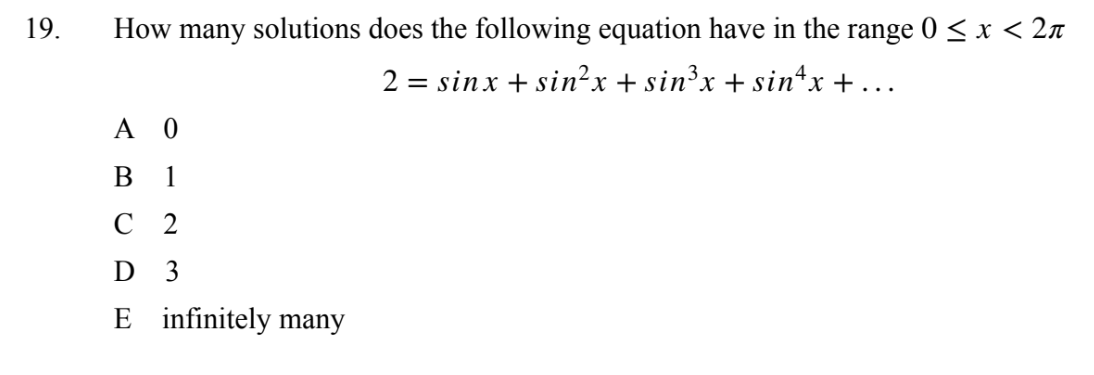 19. How many solutions does the following equation have in the range 0 ≤ x < 2π
2 = sin x + sin²x + sin³x + sin⁴x + . . .
A 0
B 1
C 2
D 3
E infinitely many